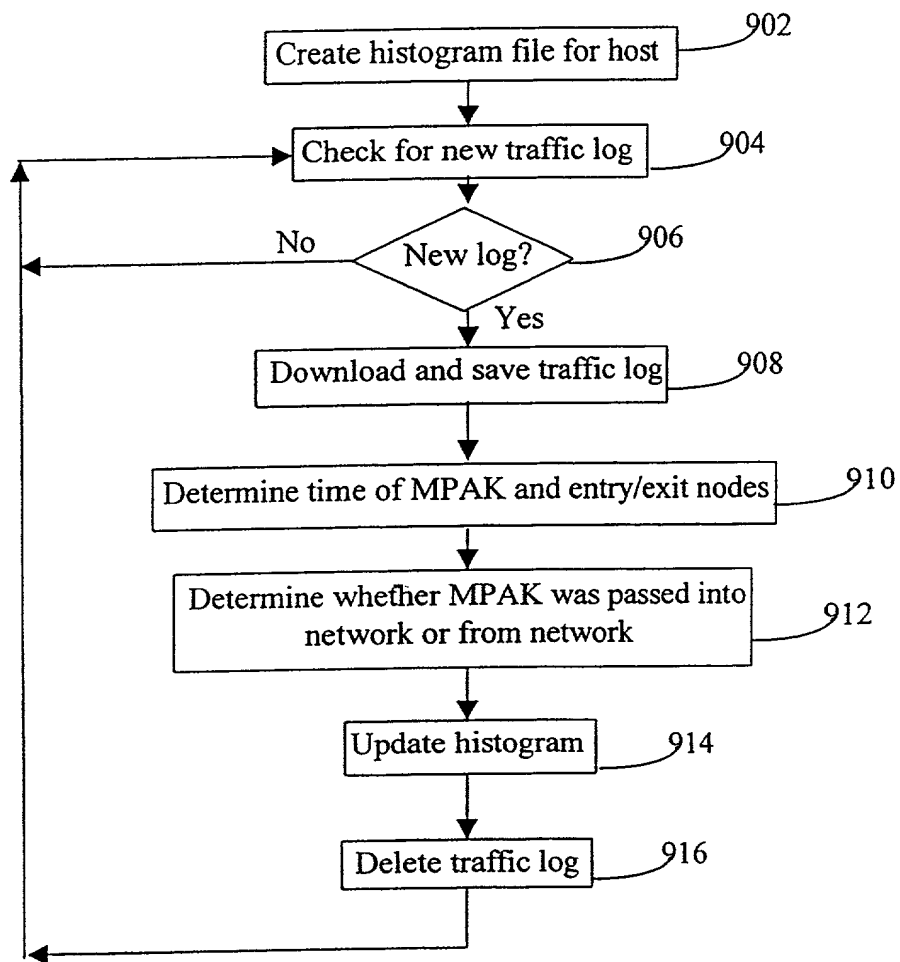 902
Create histogram file for host
Check for new traffic log
904
No
New log?
906
Yes
Download and save traffic log
908
Determine time of MPAK and entry/exit nodes
910
Determine whether MPAK was passed into
network or from network
912
Update histogram
914
Delete traffic log
916